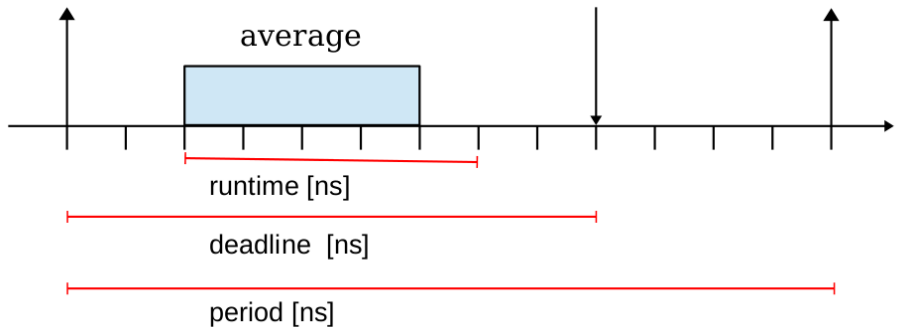 average
runtime [ns]
deadline  [ns]
period [ns]